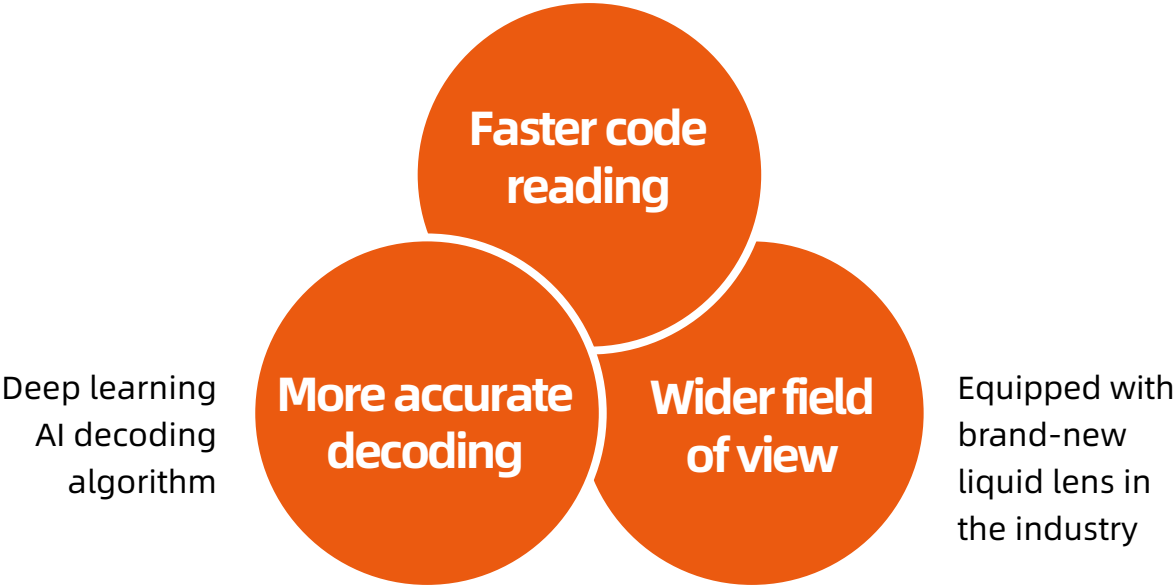 Faster code
reading
Deep learning
AI decoding
algorithm
More accurate
decoding
Wider field
of view
Equipped with
brand-new
liquid lens in
the industry